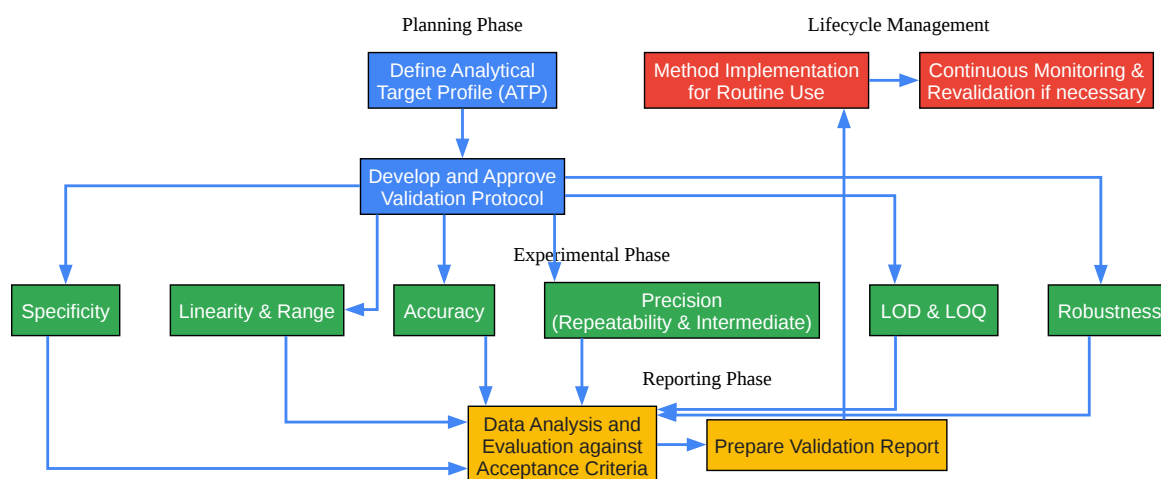 Planning Phase
Lifecycle Management
Define Analytical
Target Profile (ATP)
Method Implementation
for Routine Use
Continuous Monitoring &
Revalidation if necessary
Develop and Approve
Validation Protocol
Experimental Phase
Specificity
Linearity & Range
Accuracy
Precision
(Repeatability & Intermediate)
LOD & LOQ
Robustness
Reporting Phase
Data Analysis and
Evaluation against
Acceptance Criteria
Prepare Validation Report